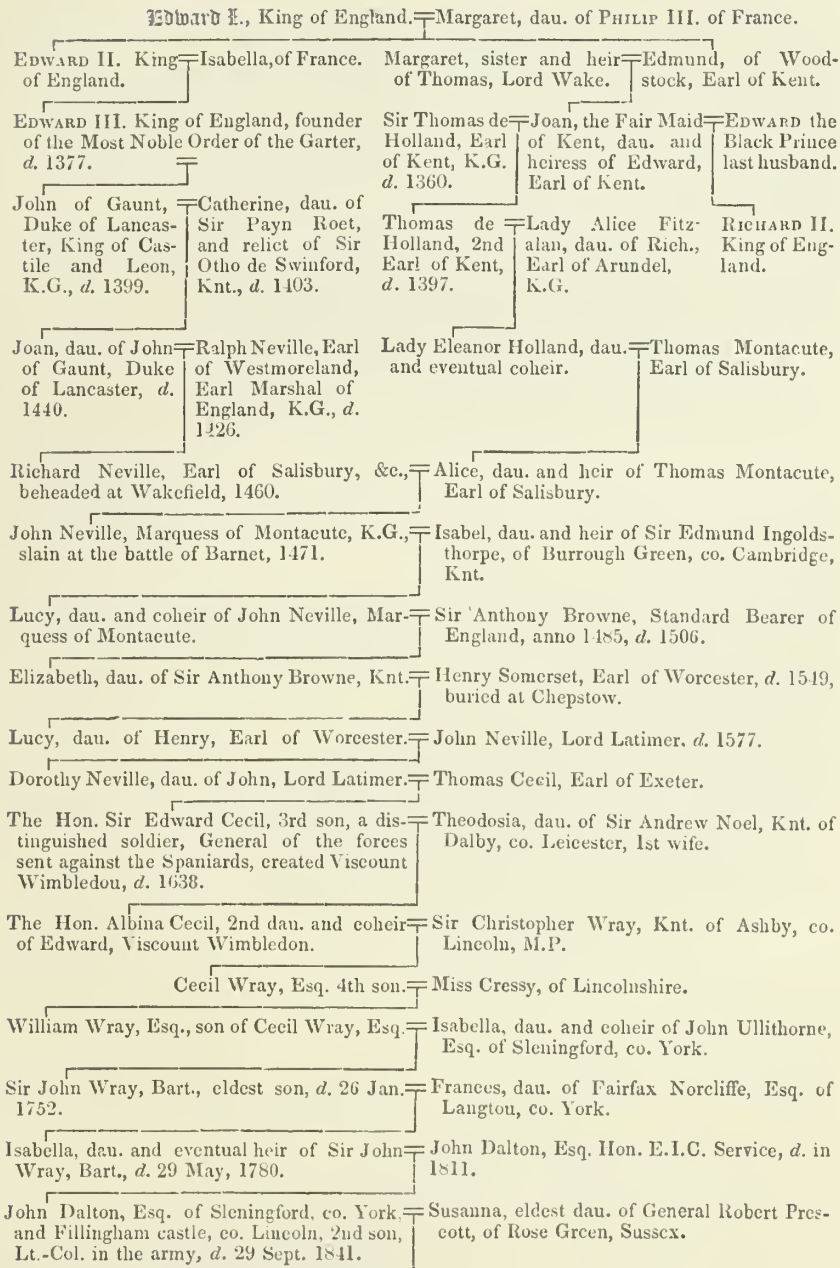 Edward I., King of England.╤Margaret, dau. of PHILIP III. of France.
EDWARD II. King╤Isabella, of France.
of England.
Margaret, sister and heir╤Edmund, of Wood-
of Thomas, Lord Wake. stock, Earl of Kent.
EDWARD III. King of England, founder
of the Most Noble Order of the Garter,
d. 1377.
Sir Thomas de╤Joan, the Fair Maid╤EDWARD the
Holland, Earl of Kent, dau. and Black Prince
of Kent, K.G. heiress of Edward, last husband.
d. 1360. Earl of Kent.
John of Gaunt,╤Catherine, dau. of
Duke of Lancas- Sir Payn Roet,
ter, King of Cas- and relict of Sir
tile and Leon, Otho de Swinford,
K.G., d. 1399. Knt., d. 1403.
Thomas de╤Lady Alice Fitz- RICHARD II.
Holland, 2nd alan, dau. of Rich., King of Eng-
Earl of Kent, Earl of Arundel, land.
d. 1397. K.G.
Joan, dau. of John╤Ralph Neville, Earl
of Gaunt, Duke of Westmoreland,
of Lancaster, d. Earl Marshal of
1440. England, K.G., d.
1426.
Lady Eleanor Holland, dau.╤Thomas Montacute,
and eventual coheir. Earl of Salisbury.
Richard Neville, Earl of Salisbury, &c.,╤Alice, dau. and heir of Thomas Montacute,
beheaded at Wakefield, 1460. Earl of Salisbury.
John Neville, Marquess of Montacute, K.G.,╤Isabel, dau. and heir of Sir Edmund Ingolds-
slain at the battle of Barnet, 1471. thorpe, of Burrough Green, co. Cambridge,
Knt.
Lucy, dau. and coheir of John Neville, Mar-╤Sir Anthony Browne, Standard Bearer of
quess of Montacute. England, anno 1485, d. 1506.
Elizabeth, dau. of Sir Anthony Browne, Knt.╤Henry Somerset, Earl of Worcester, d. 1549,
buried at Chepstow.
Lucy, dau. of Henry, Earl of Worcester.╤John Neville, Lord Latimer. d. 1577.
Dorothy Neville, dau. of John, Lord Latimer.╤Thomas Cecil, Earl of Exeter.
The Hon. Sir Edward Cecil, 3rd son, a dis-╤Theodosia, dau. of Sir Andrew Noel, Knt. of
tinguished soldier, General of the forces Dalby, co. Leicester, 1st wife.
sent against the Spaniards, created Viscount
Wimbledou, d. 1638.
The Hon. Albina Cecil, 2nd dau. and coheir╤Sir Christopher Wray, Knt. of Ashby, co.
of Edward, Viscount Wimbledon. Lincoln, M.P.
Cecil Wray, Esq. 4th son.╤Miss Cressy, of Lincolnshire.
William Wray, Esq., son of Cecil Wray, Esq.╤Isabella, dau. and coheir of John Ullithorne,
Esq. of Sleningford, co. York.
Sir John Wray, Bart., eldest son, d. 26 Jan.╤Frances, dau. of Fairfax Norcliffe, Esq. of
1752. Langtou, co. York.
Isabella, dau. and eventual heir of Sir John╤John Dalton, Esq. Hon. E.I.C. Service, d. in
Wray, Bart., d. 29 May, 1780. 1811.
John Dalton, Esq. of Sleningford, co. York,╤Susanna, eldest dau. of General Robert Pres-
and Fillingham castle, co. Lincoln, 2nd son, cott, of Rose Green, Sussex.
Lt.-Col. in the army, d. 29 Sept. 1841.